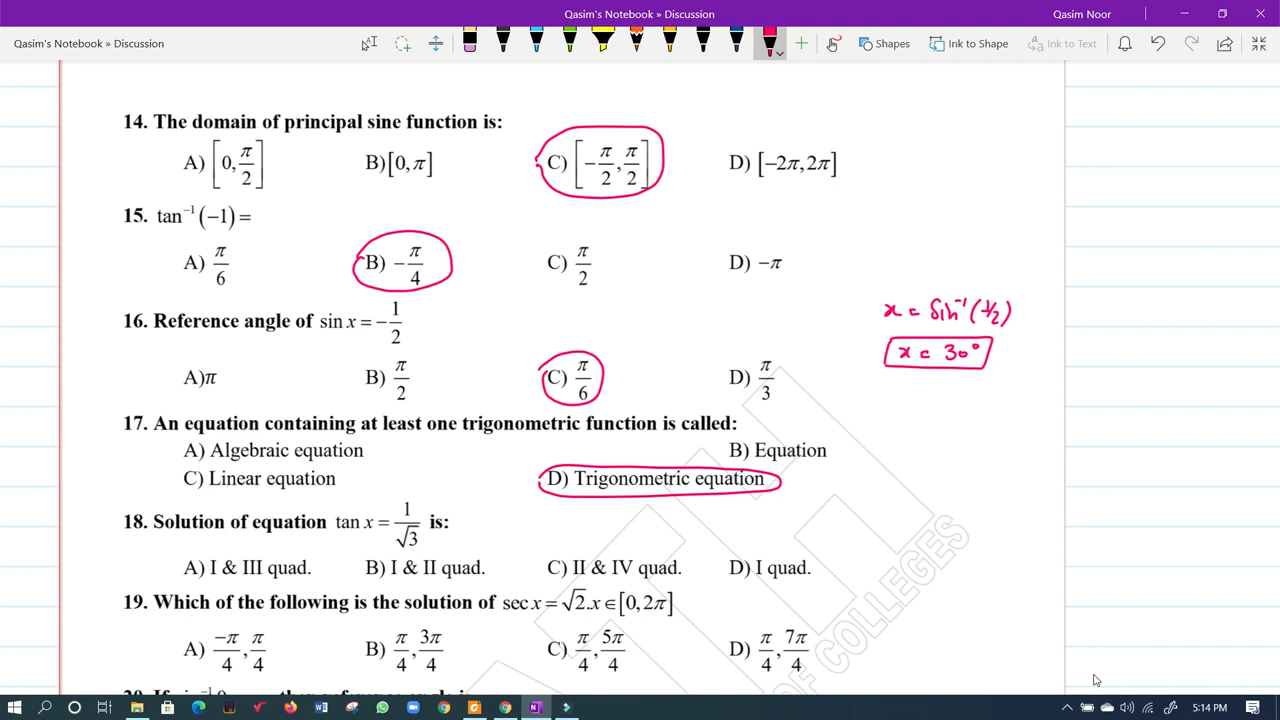 Qasim's Notebook » Discussion
Qasim Noor
Qasim's Notebook » Discussion
Shapes
Ink to Shape
Ink to Text
14. The domain of principal sine function is:
A) [0, π/2] B) [0, π] C) [−π/2, π/2] D) [−2π, 2π]
15. tan⁻¹(−1) =
A) π/6 B) −π/4 C) π/2 D) −π
16. Reference angle of sin x = −1/2
x = sin⁻¹(1/2)
x = 30°
A) π B) π/2 C) π/6 D) π/3
17. An equation containing at least one trigonometric function is called:
A) Algebraic equation B) Equation
C) Linear equation D) Trigonometric equation
18. Solution of equation tan x = 1/√3 is:
A) I & III quad. B) I & II quad. C) II & IV quad. D) I quad.
19. Which of the following is the solution of sec x = √2.x ∈ [0, 2π]
A) −π/4, π/4 B) π/4, 3π/4 C) π/4, 5π/4 D) π/4, 7π/4
OF COLLEGES
5:14 PM